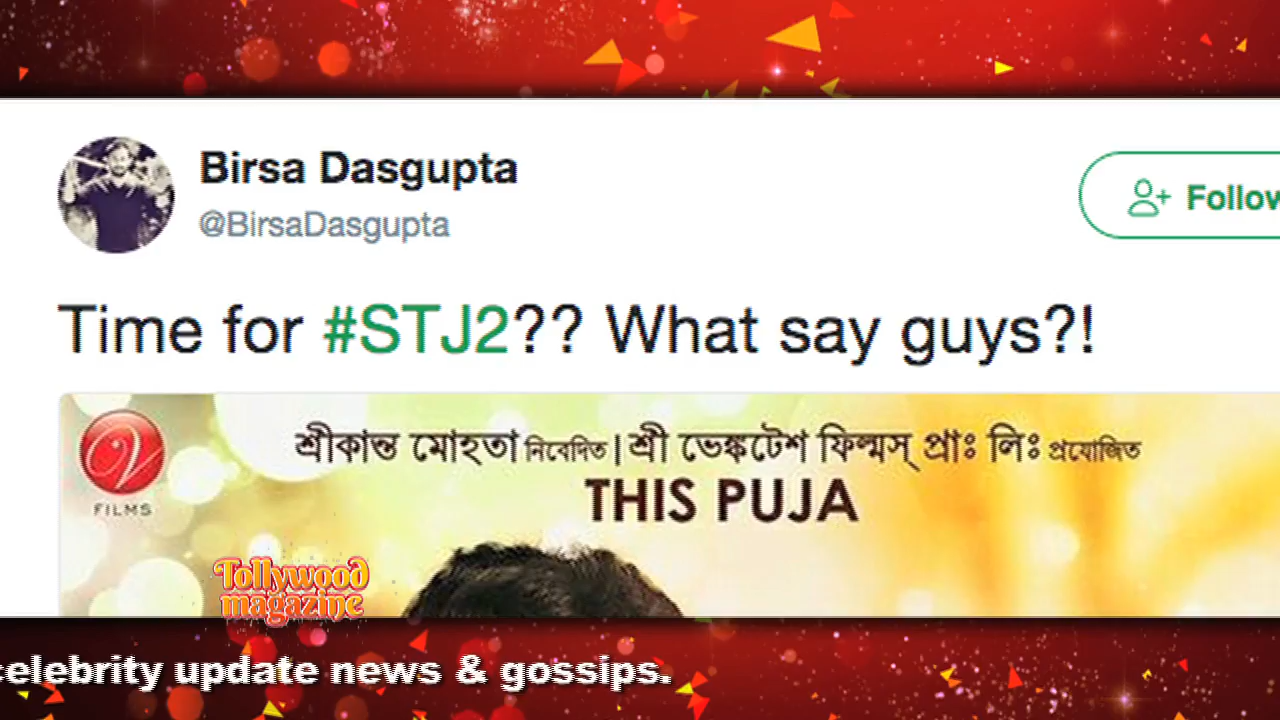 Birsa Dasgupta
@BirsaDasgupta
Follow
Time for #STJ2?? What say guys?!
শ্রীকান্ত মোহতা নিবেদিত | শ্রী ভেঙ্কটেশ ফিল্মস্ প্রাঃ লিঃ প্রযোজিত
FILMS
THIS PUJA
Tollywood
magazine
celebrity update news & gossips.